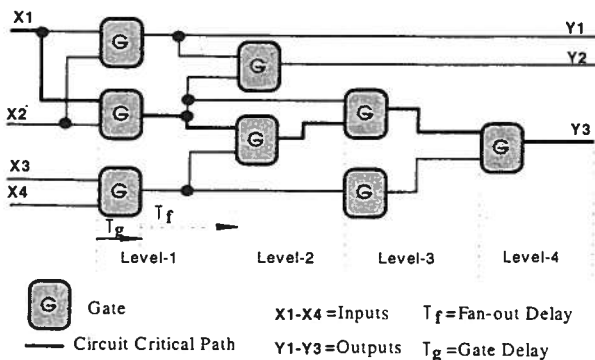 X1
G
Y1
G
Y2
X2
G
G
G
Y3
X3
G
X4
G
G
Tf
Tg
Level-1
Level-2
Level-3
Level-4
G
Gate
X1-X4=Inputs
Tf=Fan-out Delay
Circuit Critical Path
Y1-Y3=Outputs
Tg=Gate Delay